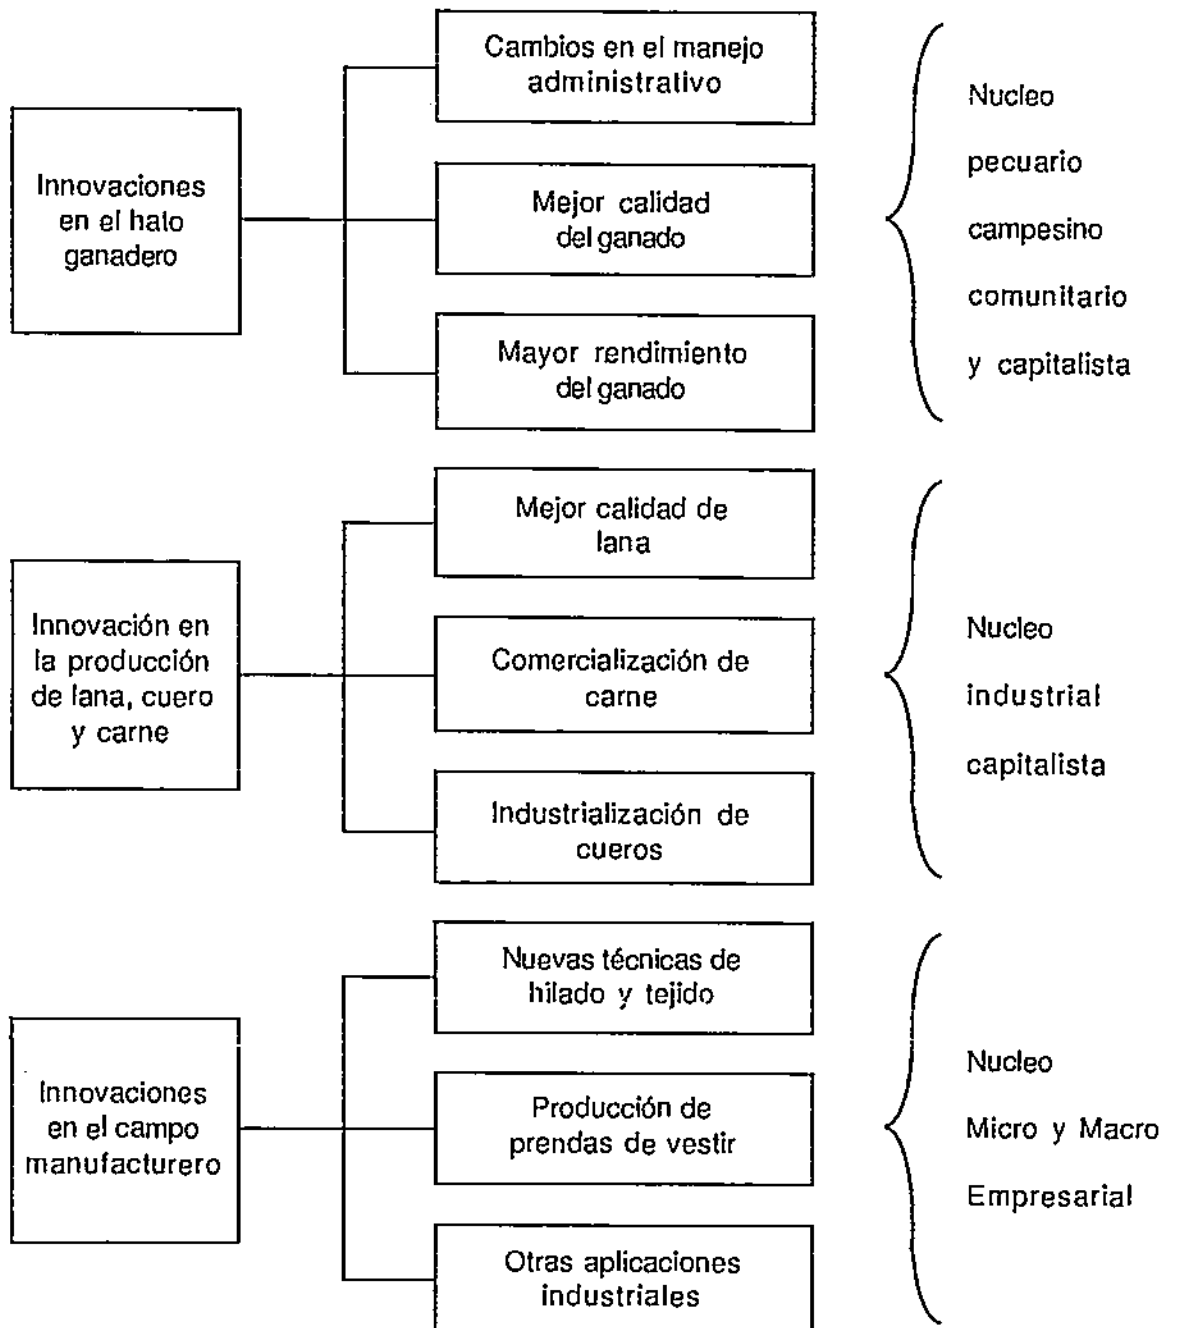 Cambios en el manejo
administrativo
Innovaciones
en el hato
ganadero
Mejor calidad
del ganado
Mayor rendimiento
del ganado
Nucleo
pecuario
campesino
comunitario
y capitalista
Mejor calidad de
lana
Innovación en
la producción
de lana, cuero
y carne
Comercialización de
carne
Industrialización de
cueros
Nucleo
industrial
capitalista
Nuevas técnicas de
hilado y tejido
Innovaciones
en el campo
manufacturero
Producción de
prendas de vestir
Otras aplicaciones
industriales
Nucleo
Micro y Macro
Empresarial